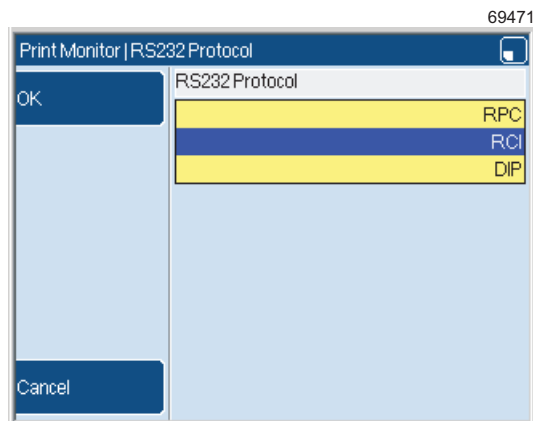 69471
Print Monitor | RS232 Protocol
OK
RS232 Protocol
RPC
RCI
DIP
Cancel